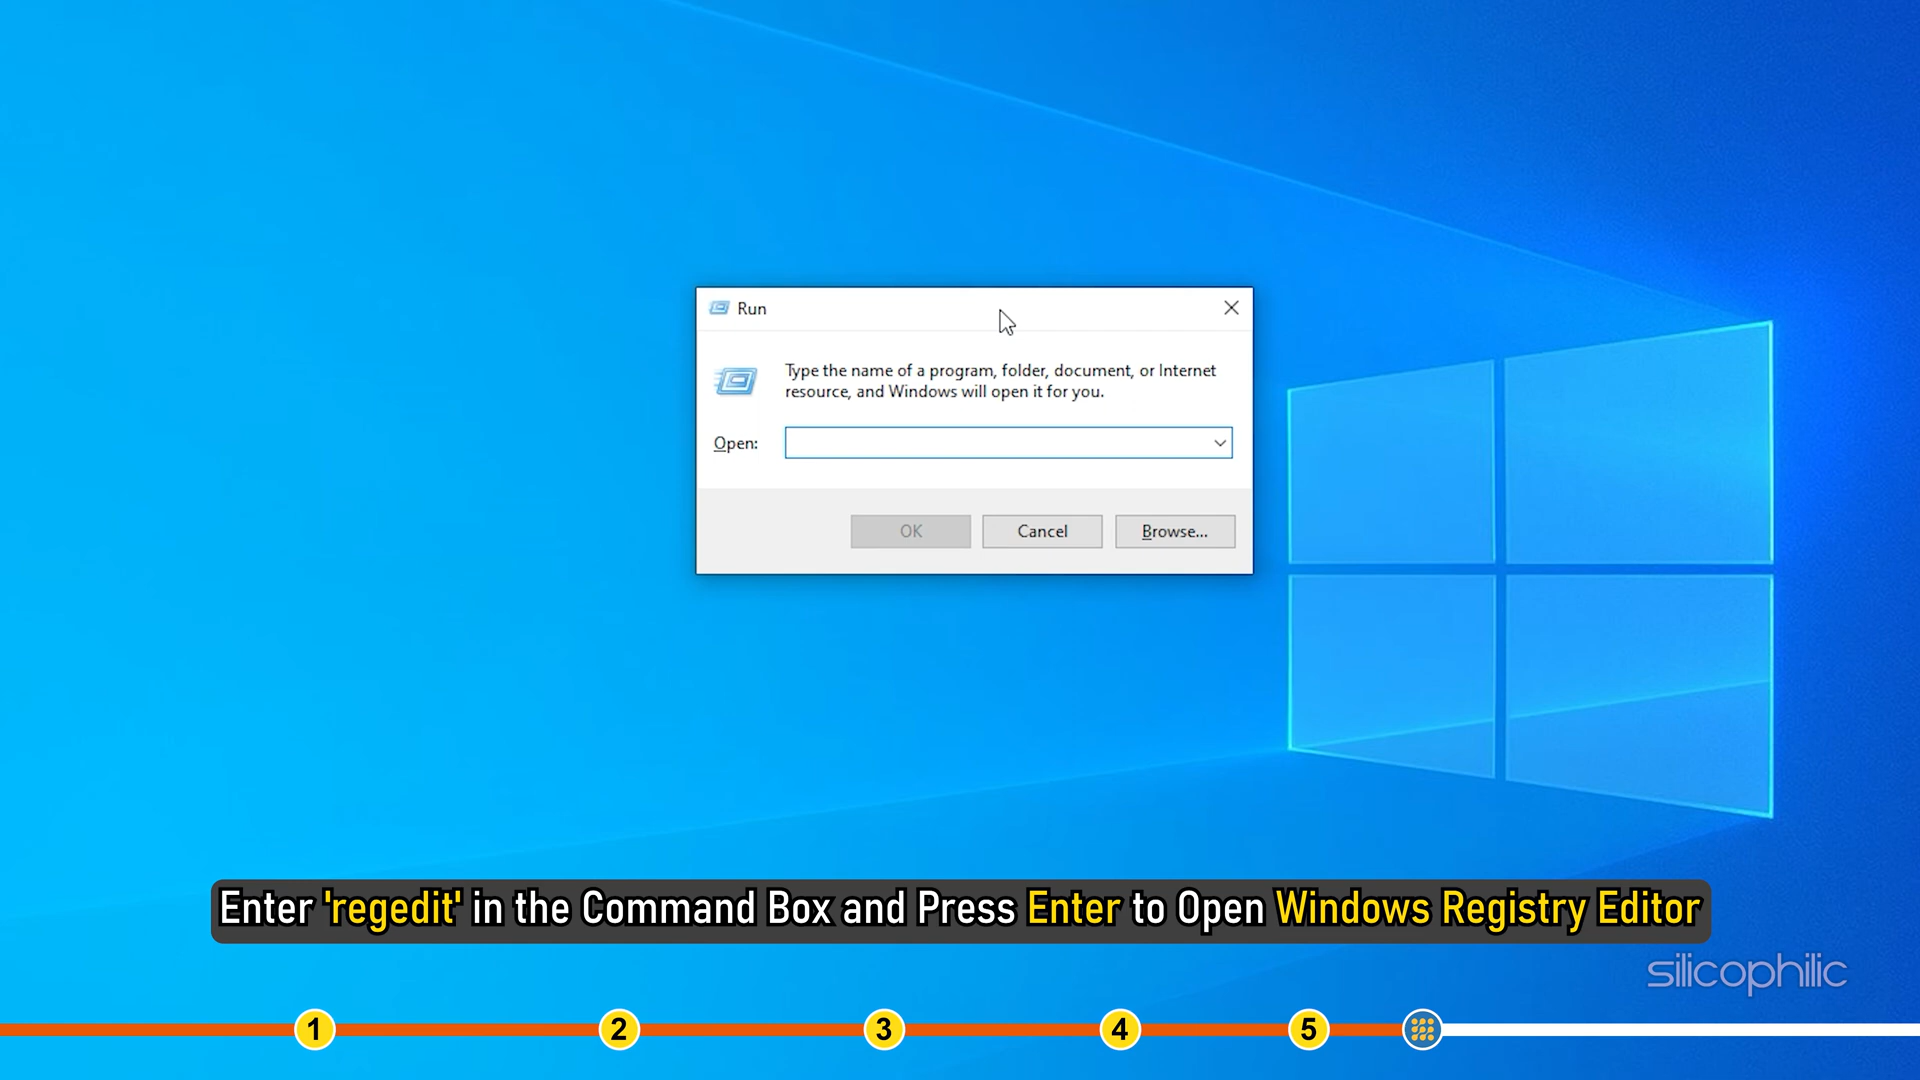 Run
Type the name of a program, folder, document, or Internet
resource, and Windows will open it for you.
Open:
OK
Cancel
Browse...
Enter 'regedit' in the Command Box and Press Enter to Open Windows Registry Editor
silicophilic
1
2
3
4
5